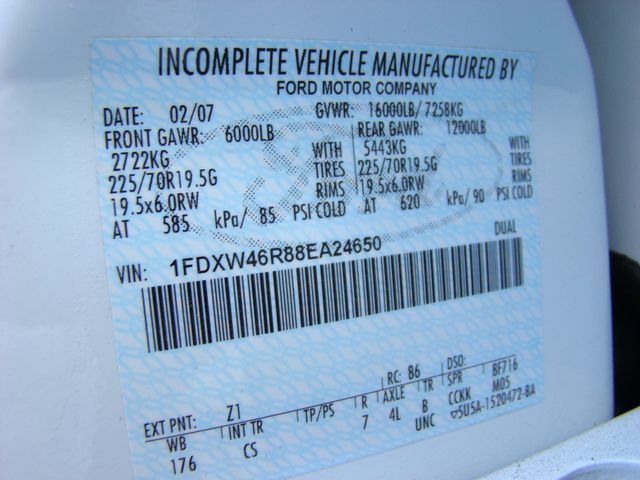 INCOMPLETE VEHICLE MANUFACTURED BY
FORD MOTOR COMPANY
DATE: 02/07 GVWR: 16000LB/ 7258KG
FRONT GAWR: 6000LB REAR GAWR: 12000LB
2722KG WITH 5443KG WITH
225/70R19.5G TIRES 225/70R19.5G TIRES
19.5x6.0RW RIMS 19.5x6.0RW RIMS
AT 585 kPa/ 85 PSI COLD AT 620 kPa/ 90 PSI COLD
VIN: 1FDXW46R88EA24650 DUAL
EXT PNT: Z1 RC: 86 DSO: 
WB INT TR TP/PS R AXLE TR SPR BF716
176 CS 7 4L B CCKK M05
UNC 5U5A-1520472-BA